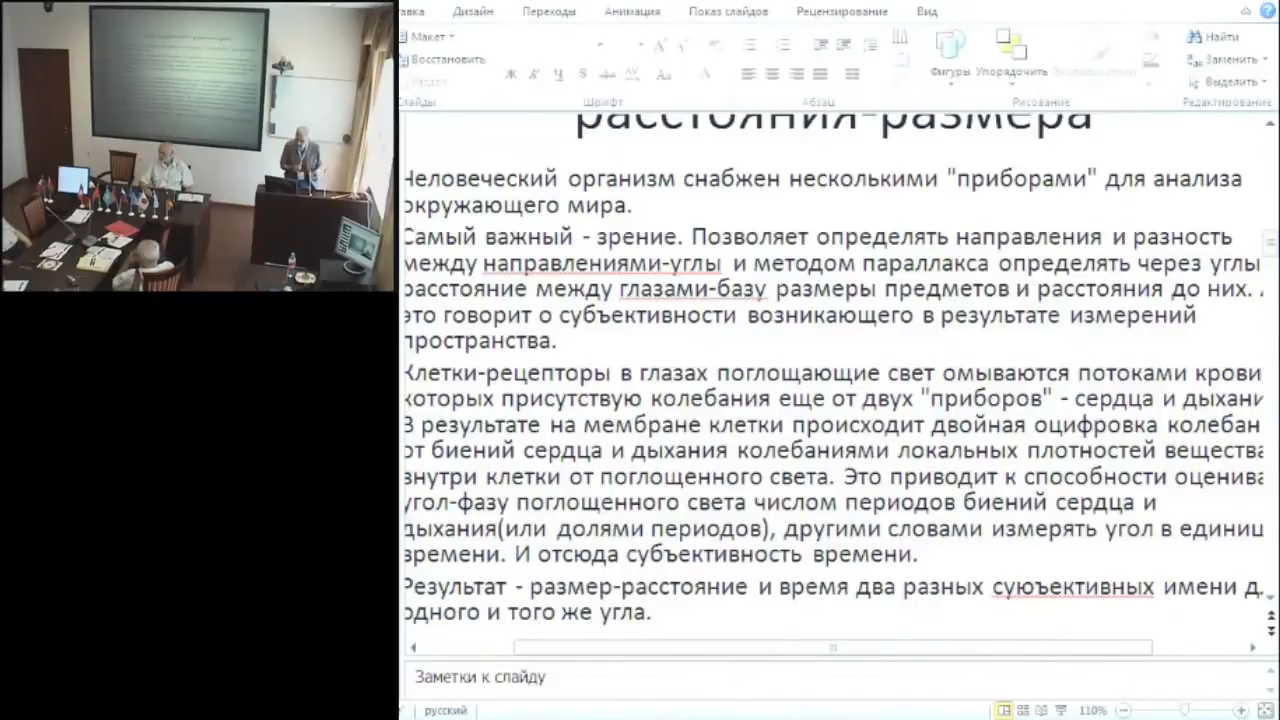 Дизайн Переходы Анимация Показ слайдов Рецензирование Вид
Макет
Восстановить
Раздел
Слайды
Шрифт
Абзац
Фигуры Упорядочить
Рисование
Найти
Заменить
Выделить
Редактирование
расстояния-размера
Человеческий организм снабжен несколькими "приборами" для анализа
окружающего мира.
Самый важный - зрение. Позволяет определять направления и разность
между направлениями-углы и методом параллакса определять через углы
расстояние между глазами-базу размеры предметов и расстояния до них.
это говорит о субъективности возникающего в результате измерений
пространства.
Клетки-рецепторы в глазах поглощающие свет омываются потоками крови
которых присутствую колебания еще от двух "приборов" - сердца и дыхани
В результате на мембране клетки происходит двойная оцифровка колебан
от биений сердца и дыхания колебаниями локальных плотностей вещества
внутри клетки от поглощенного света. Это приводит к способности оценива
угол-фазу поглощенного света числом периодов биений сердца и
дыхания(или долями периодов), другими словами измерять угол в единиц
времени. И отсюда субъективность времени.
Результат - размер-расстояние и время два разных суюъективных имени д
одного и того же угла.
Заметки к слайду
русский
110%